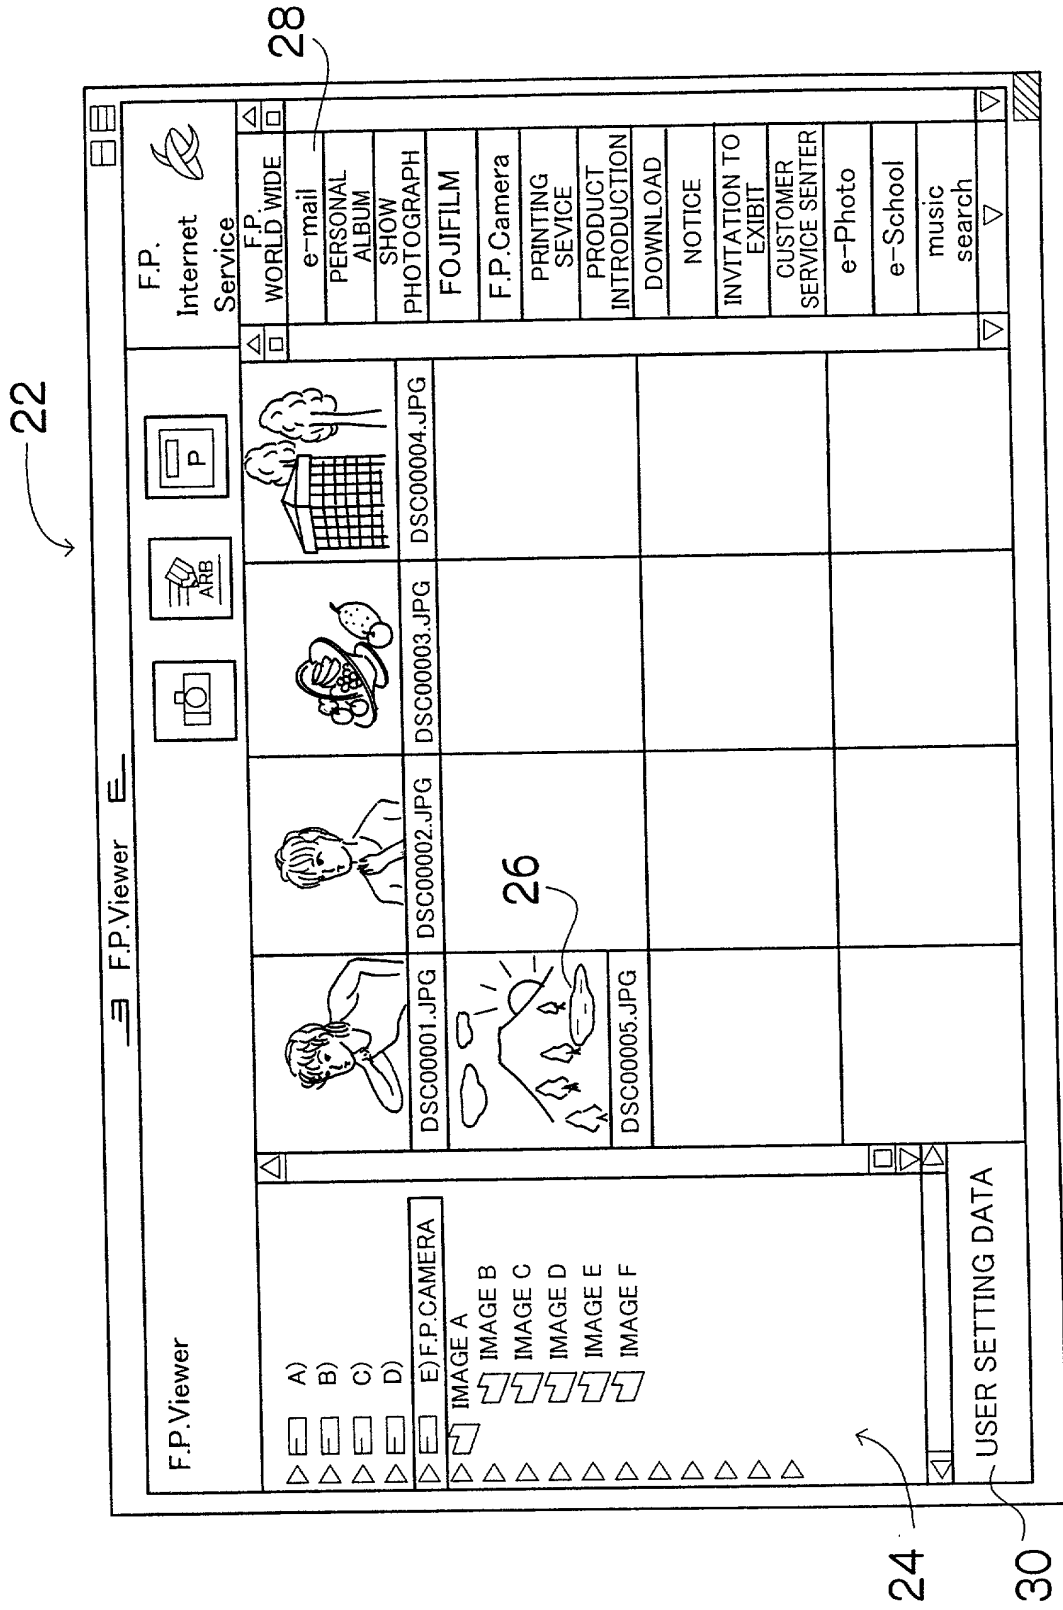 22
F.P.Viewer
F.P.Viewer
ARB
P
F.P.
Internet
Service
A)
B)
C)
D)
E) F.P.CAMERA
IMAGE A
IMAGE B
IMAGE C
IMAGE D
IMAGE E
IMAGE F
USER SETTING DATA
DSC00001.JPG
DSC00002.JPG
DSC00003.JPG
DSC00004.JPG
DSC00005.JPG
F.P.
WORLD WIDE
e-mail
PERSONAL
ALBUM
SHOW
PHOTOGRAPH
FOJIFILM
F.P.Camera
PRINTING
SEVICE
PRODUCT
INTRODUCTION
DOWNLOAD
NOTICE
INVITATION TO
EXIBIT
CUSTOMER
SERVICE SENTER
e-Photo
e-School
music
search
24
26
28
30